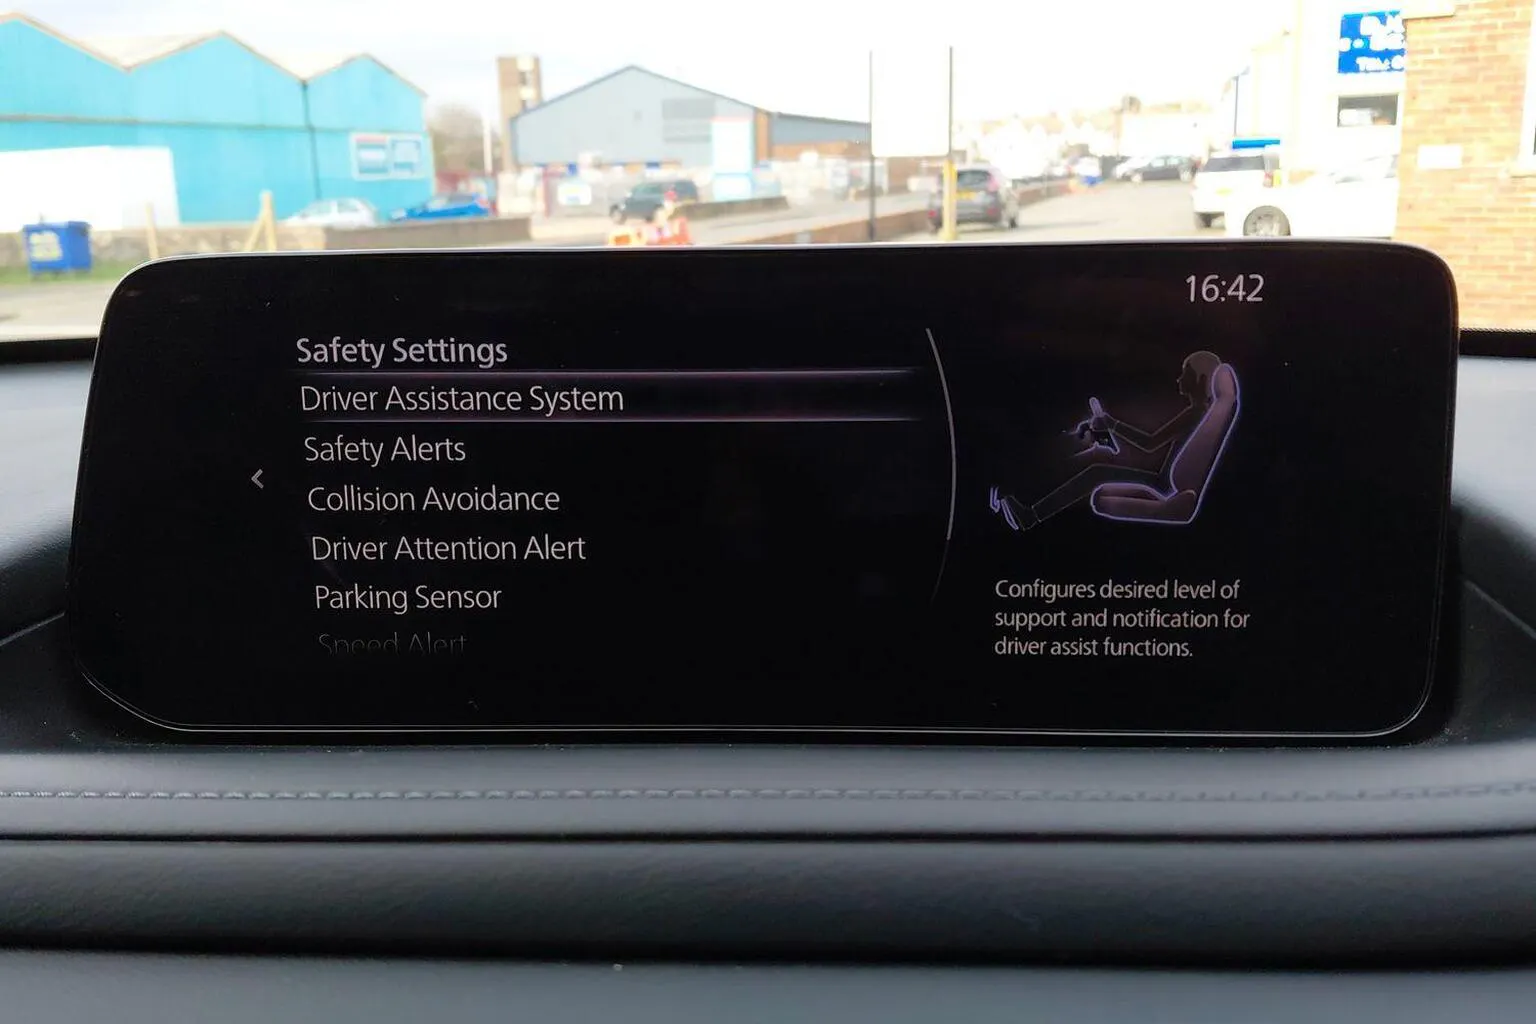 16:42
Safety Settings
Driver Assistance System
Safety Alerts
Collision Avoidance
Driver Attention Alert
Parking Sensor
Speed Alert
Configures desired level of
support and notification for
driver assist functions.